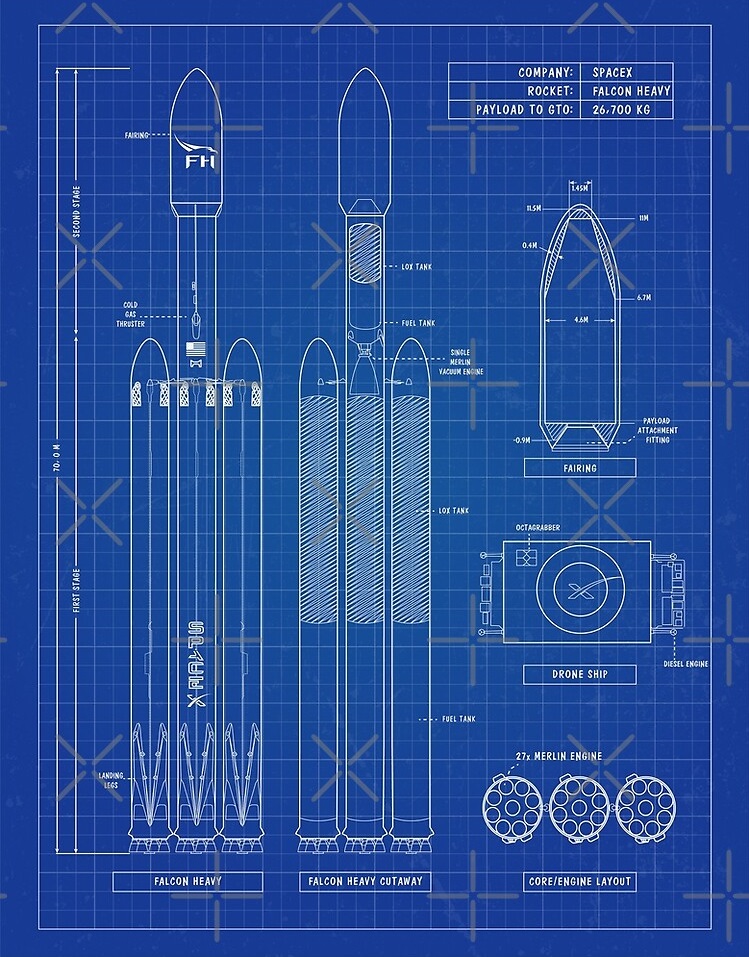 COMPANY: SPACEX
ROCKET: FALCON HEAVY
PAYLOAD TO GTO: 26,700 KG
FAIRING
FH
SECOND STAGE
COLD
GAS
THRUSTER
70.0 M
FIRST STAGE
SPACEX
LANDING
LEGS
FALCON HEAVY
LOX TANK
FUEL TANK
SINGLE
MERLIN
VACUUM ENGINE
LOX TANK
FUEL TANK
FALCON HEAVY CUTAWAY
1.45M
11.5M
11M
0.4M
6.7M
4.6M
-0.9M
PAYLOAD
ATTACHMENT
FITTING
FAIRING
OCTAGRABBER
X
DIESEL ENGINE
DRONE SHIP
27x MERLIN ENGINE
CORE/ENGINE LAYOUT